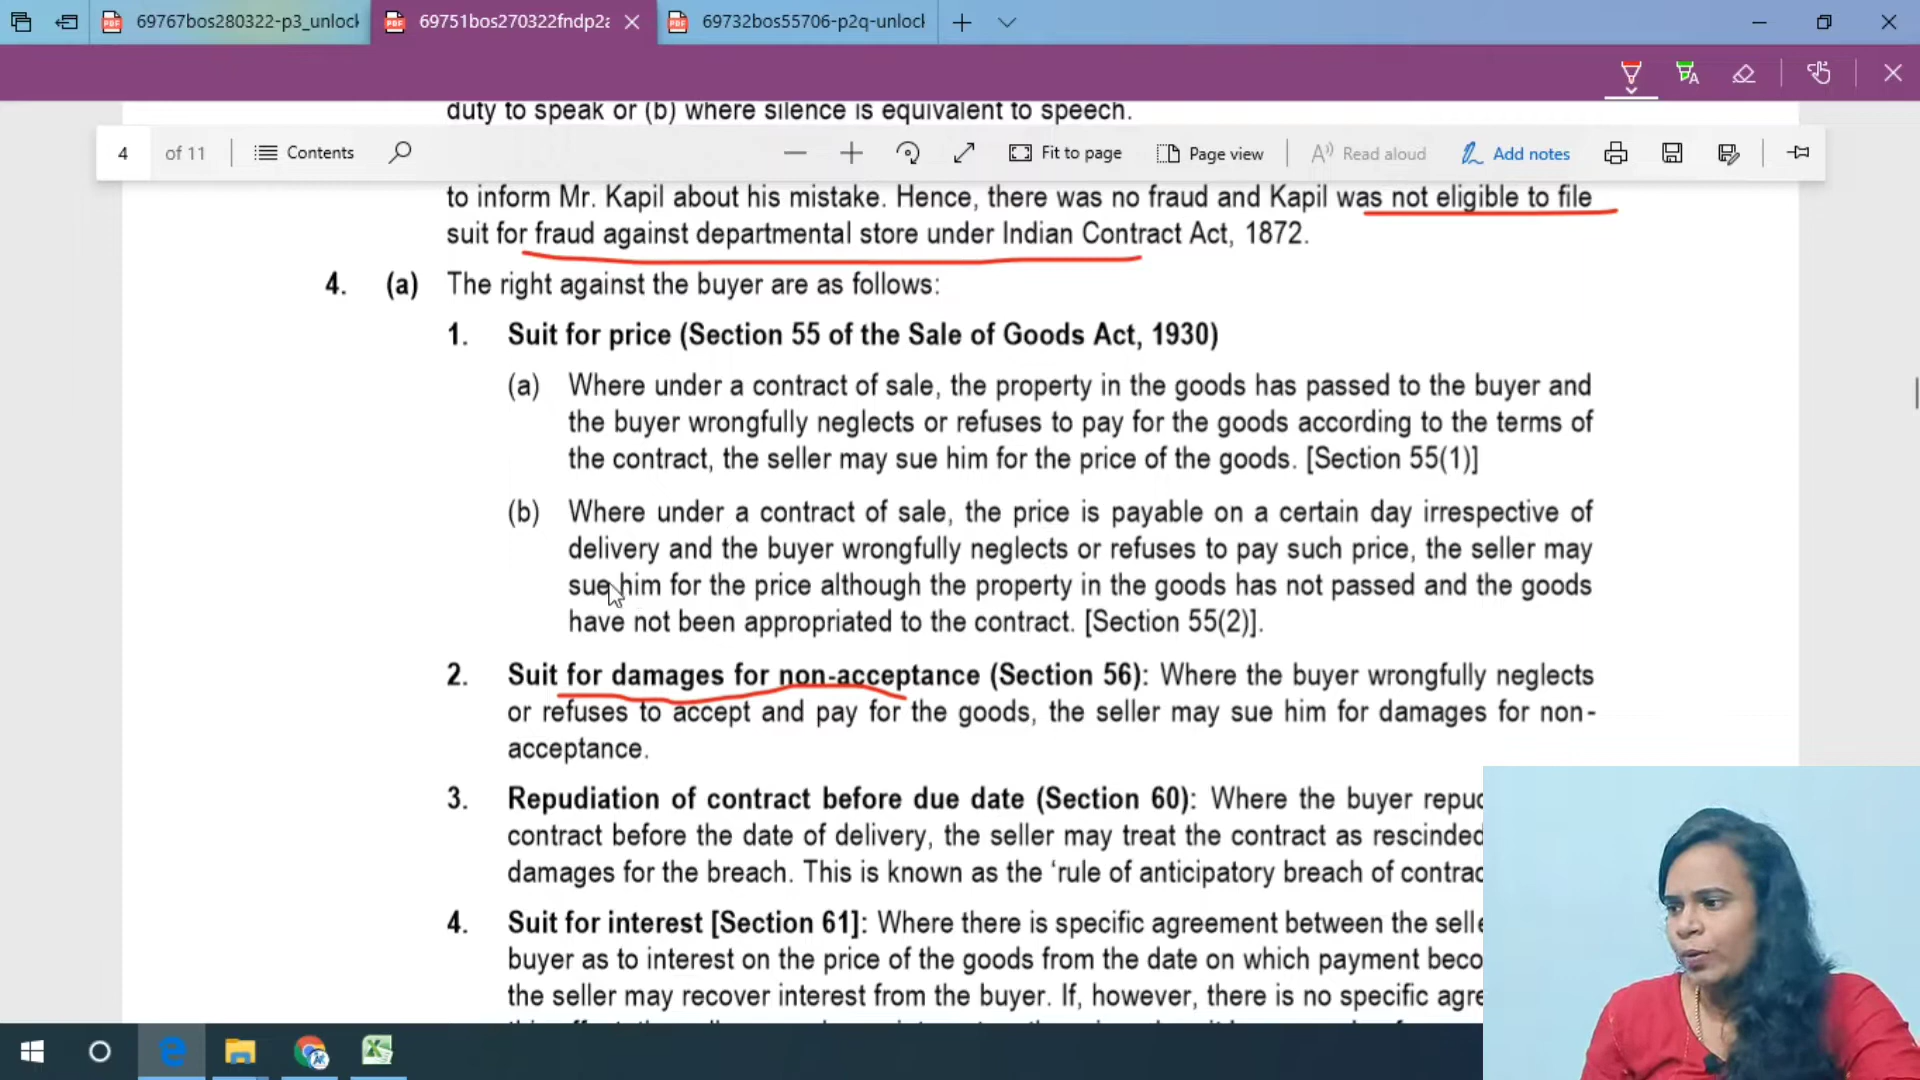 69767bos280322-p3_unlock
69751bos270322fndp2a
69732bos55706-p2q-unlock
duty to speak or (b) where silence is equivalent to speech.
4 of 11 Contents Fit to page Page view Read aloud Add notes
to inform Mr. Kapil about his mistake. Hence, there was no fraud and Kapil was not eligible to file
suit for fraud against departmental store under Indian Contract Act, 1872.
4. (a) The right against the buyer are as follows:
1. Suit for price (Section 55 of the Sale of Goods Act, 1930)
(a) Where under a contract of sale, the property in the goods has passed to the buyer and
the buyer wrongfully neglects or refuses to pay for the goods according to the terms of
the contract, the seller may sue him for the price of the goods. [Section 55(1)]
(b) Where under a contract of sale, the price is payable on a certain day irrespective of
delivery and the buyer wrongfully neglects or refuses to pay such price, the seller may
sue him for the price although the property in the goods has not passed and the goods
have not been appropriated to the contract. [Section 55(2)].
2. Suit for damages for non-acceptance (Section 56): Where the buyer wrongfully neglects
or refuses to accept and pay for the goods, the seller may sue him for damages for non-
acceptance.
3. Repudiation of contract before due date (Section 60): Where the buyer repu
contract before the date of delivery, the seller may treat the contract as rescinded
damages for the breach. This is known as the ‘rule of anticipatory breach of contrac
4. Suit for interest [Section 61]: Where there is specific agreement between the selle
buyer as to interest on the price of the goods from the date on which payment beco
the seller may recover interest from the buyer. If, however, there is no specific agre